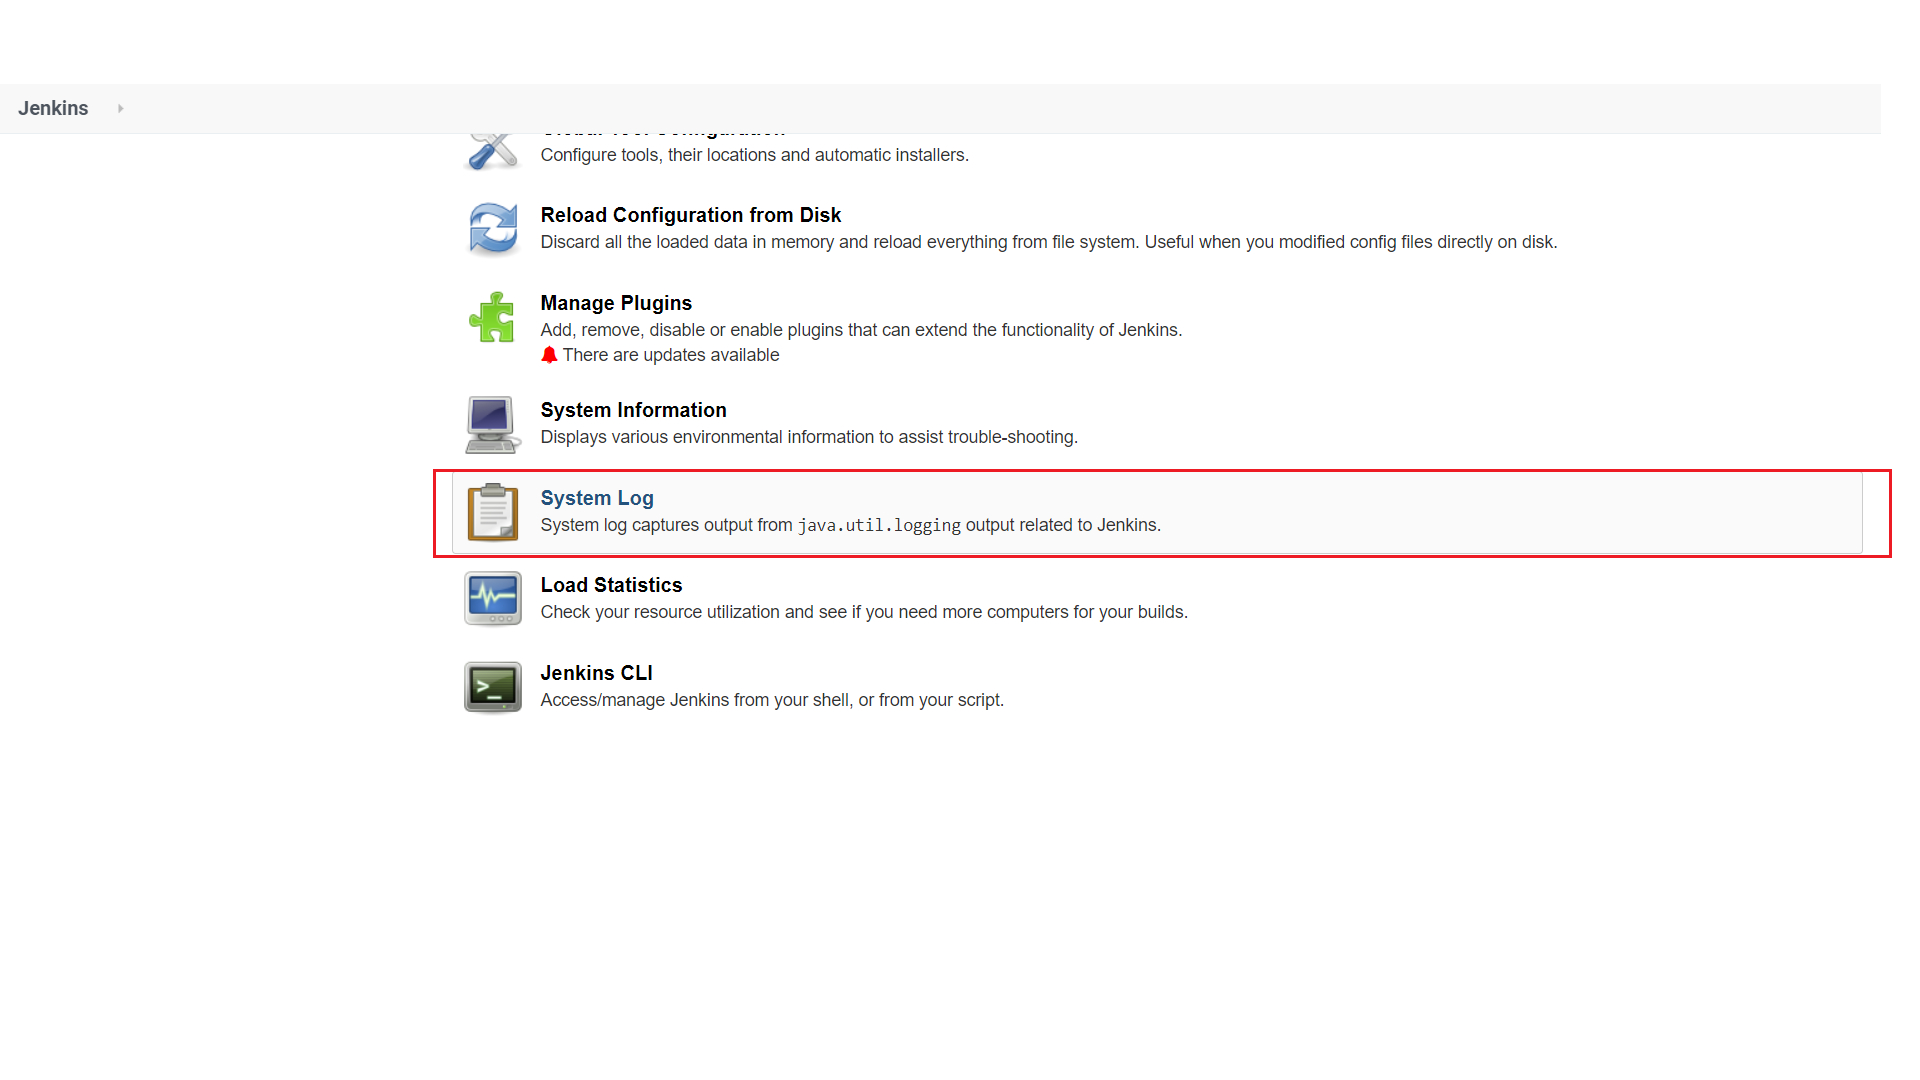 Jenkins
Global Tool Configuration
Configure tools, their locations and automatic installers.
Reload Configuration from Disk
Discard all the loaded data in memory and reload everything from file system. Useful when you modified config files directly on disk.
Manage Plugins
Add, remove, disable or enable plugins that can extend the functionality of Jenkins.
There are updates available
System Information
Displays various environmental information to assist trouble-shooting.
System Log
System log captures output from java.util.logging output related to Jenkins.
Load Statistics
Check your resource utilization and see if you need more computers for your builds.
Jenkins CLI
Access/manage Jenkins from your shell, or from your script.